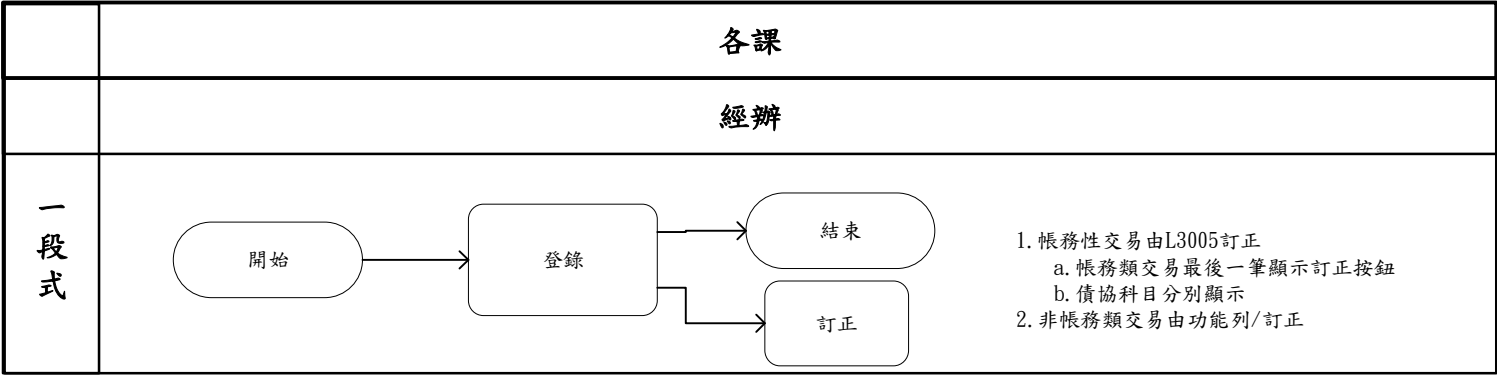 各課
經辦
一段式
開始
登錄
結束
訂正
1.帳務性交易由L3005訂正
a.帳務類交易最後一筆顯示訂正按鈕
b.債協科目分別顯示
2.非帳務類交易由功能列/訂正